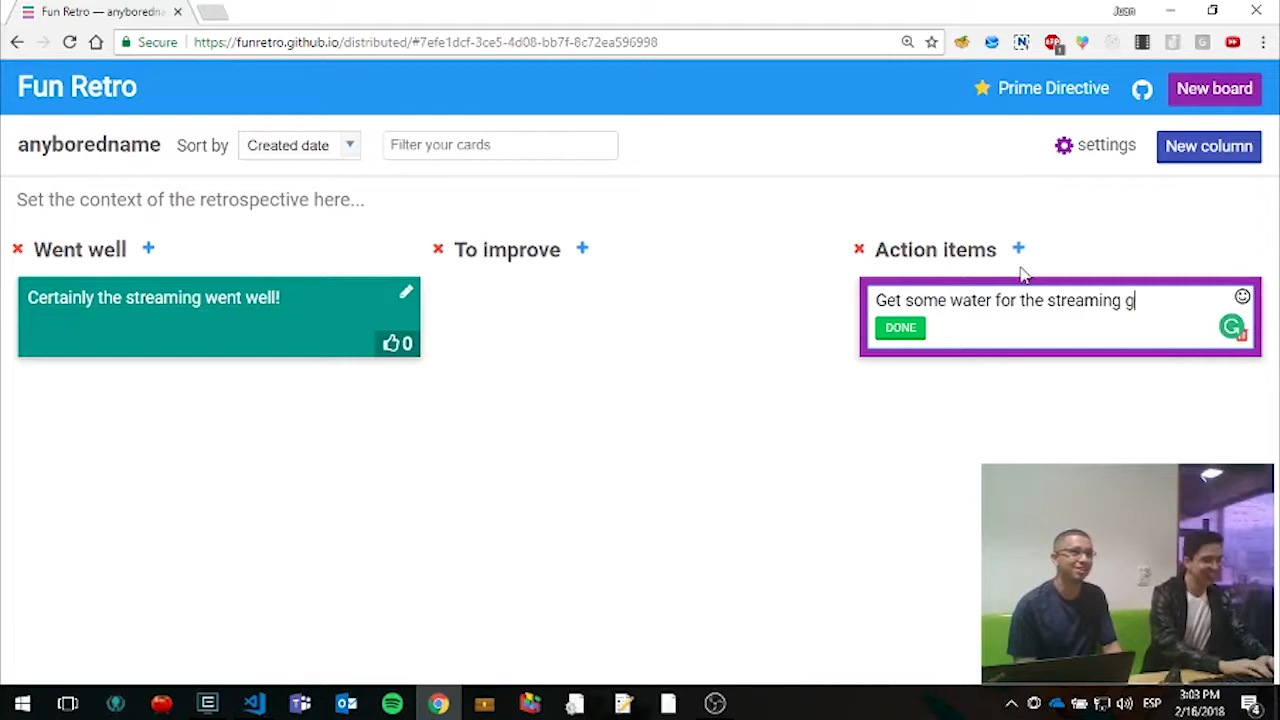 Fun Retro — anyboredna
Juan
Secure
https://funretro.github.io/distributed/#7efe1dcf-3ce5-4d08-bb7f-8c72ea596998
Fun Retro
Prime Directive
New board
anyboredname
Sort by
Created date
Filter your cards
settings
New column
Set the context of the retrospective here...
Went well
To improve
Action items
Certainly the streaming went well!
0
Get some water for the streaming g
DONE
ESP
3:03 PM
2/16/2018
4